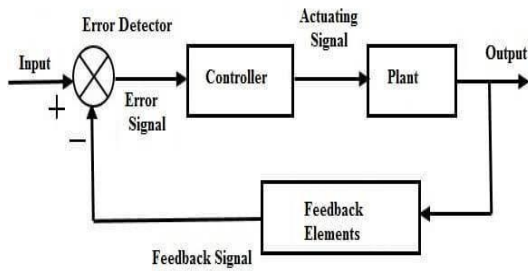 Error Detector
Actuating
Signal
Input
Output
Controller
Plant
+
Error
Signal
−
Feedback
Elements
Feedback Signal